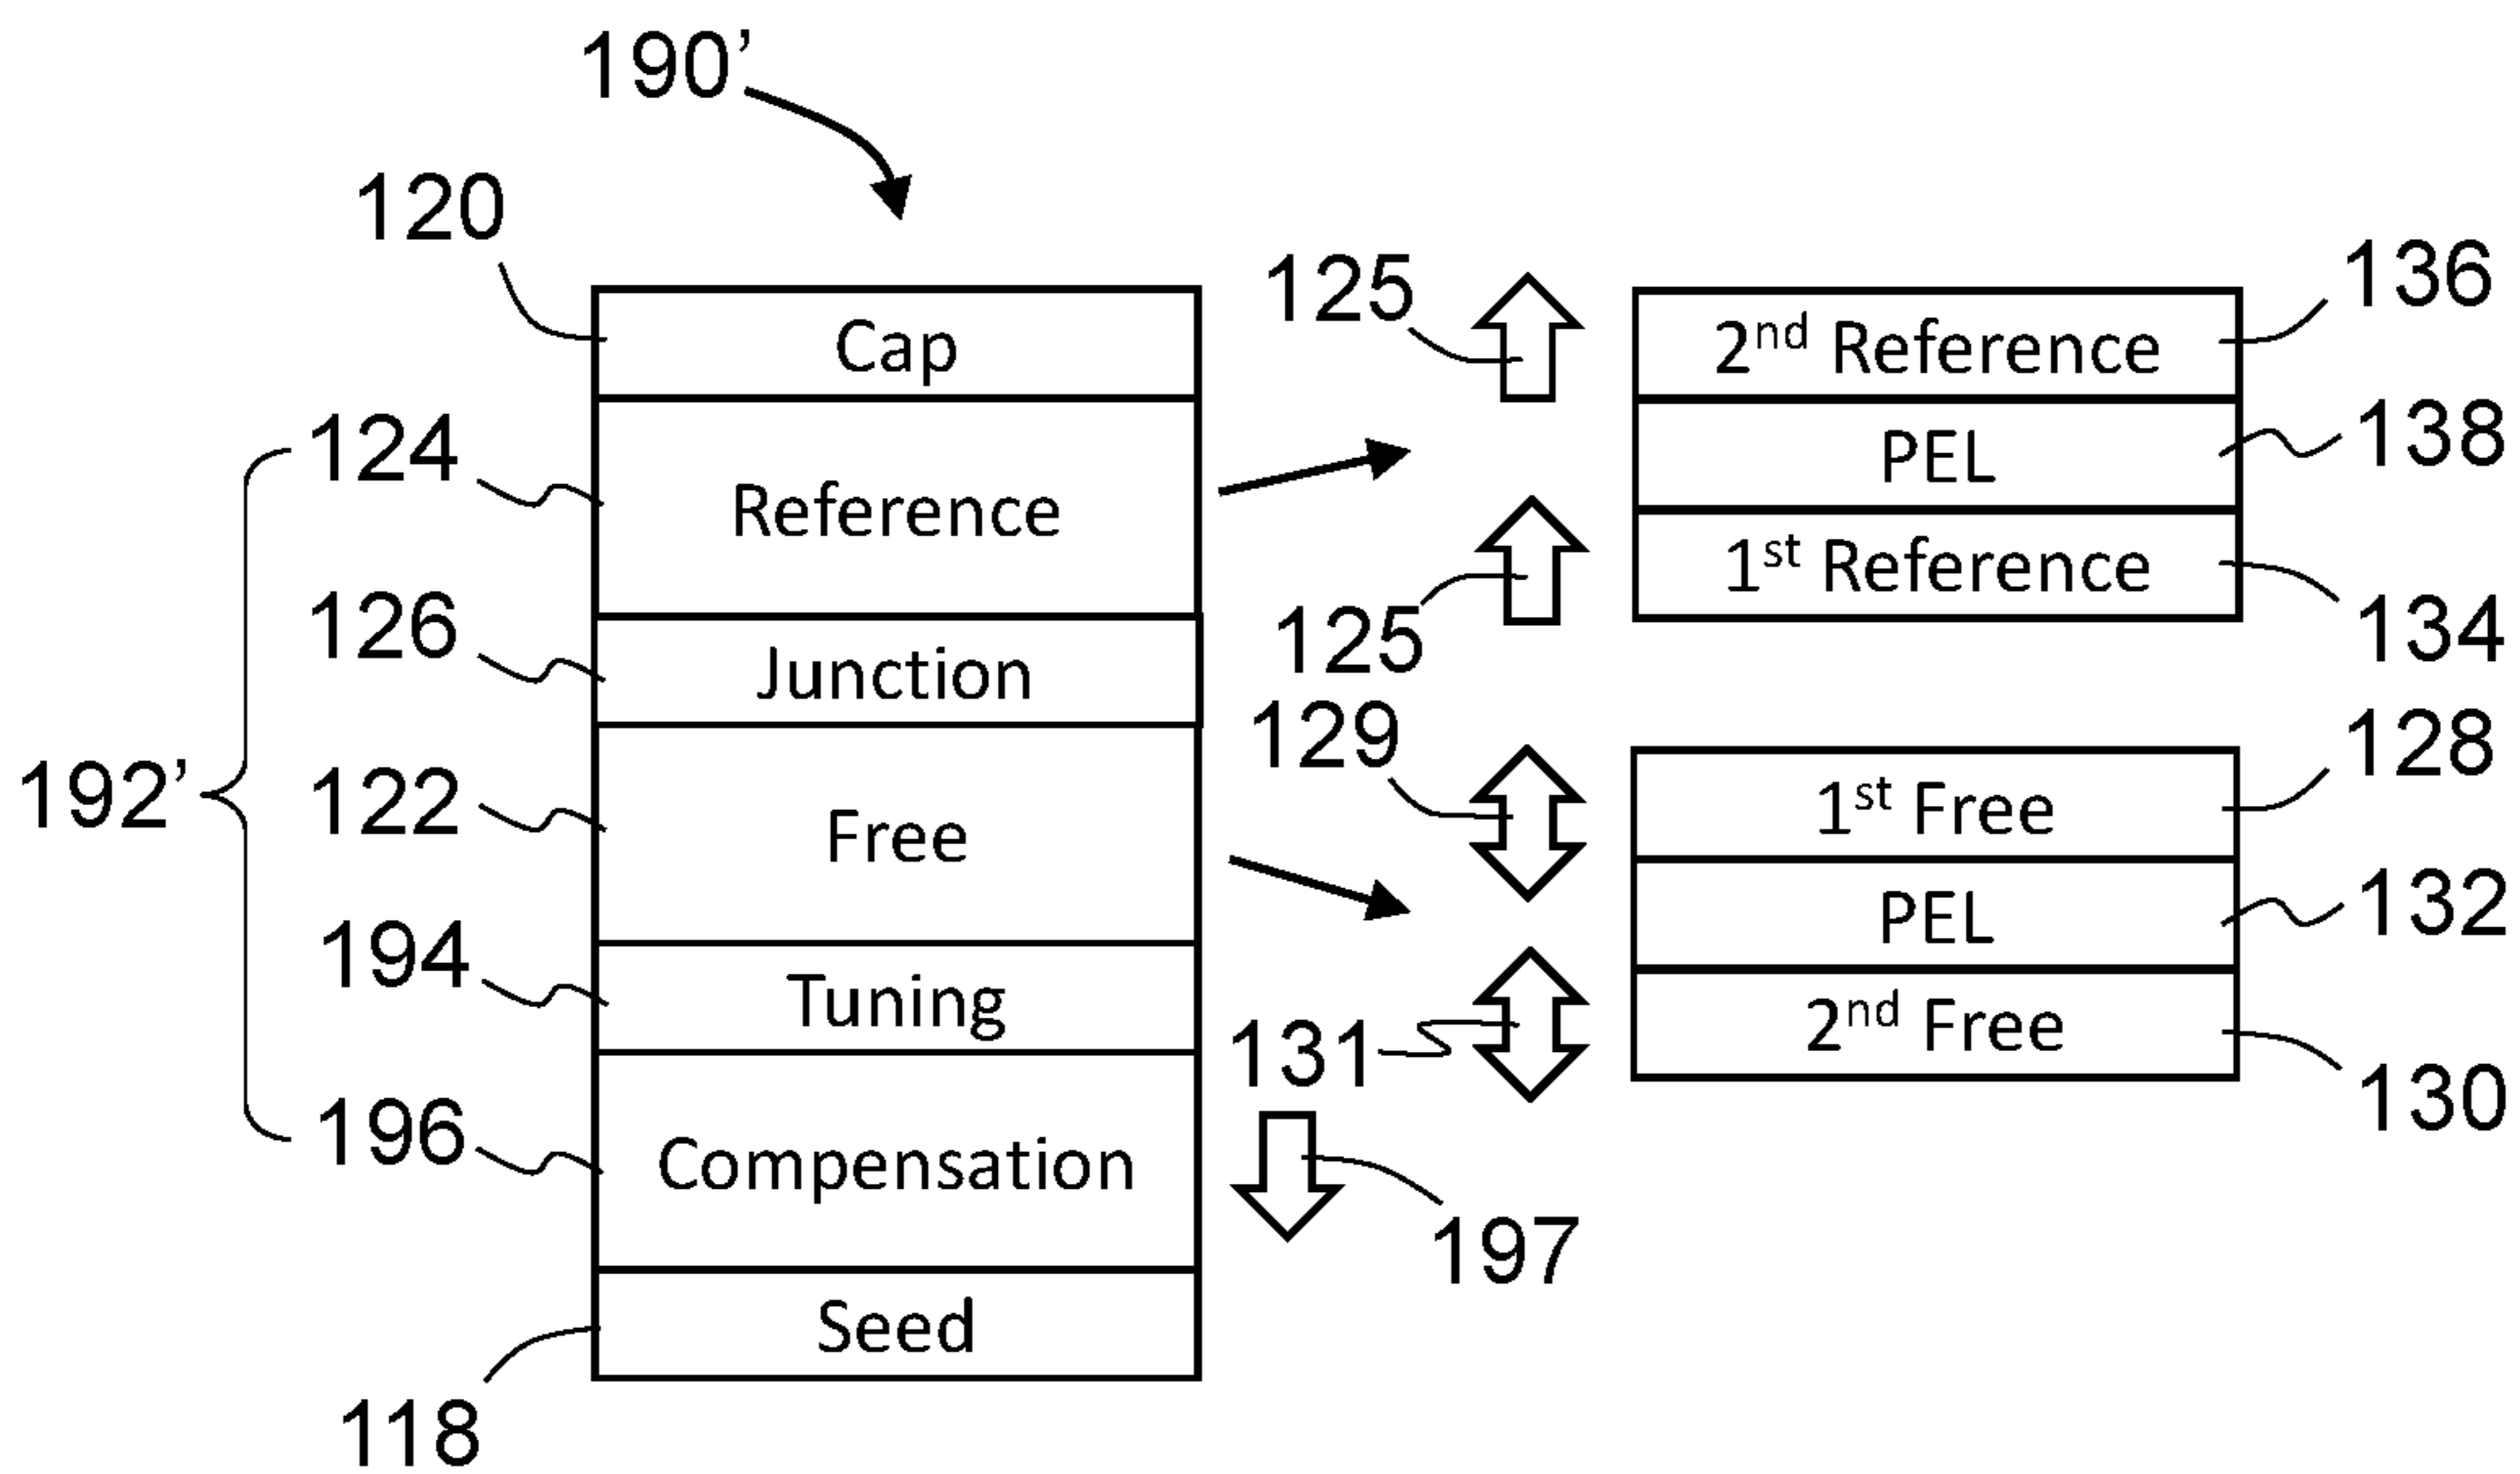 190’
120
Cap
125
2nd Reference
136
124
Reference
PEL
138
125
1st Reference
134
126
Junction
129
1st Free
128
192’
122
Free
PEL
132
194
Tuning
131
2nd Free
130
196
Compensation
197
Seed
118